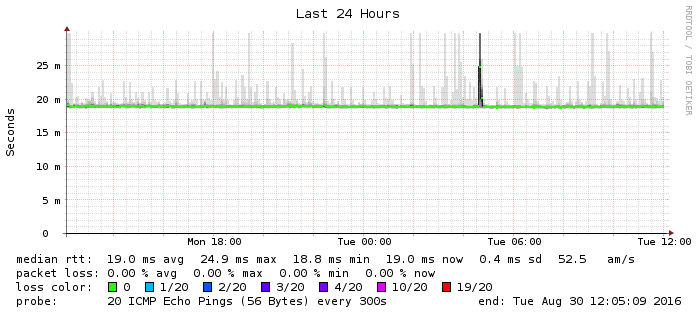 Last 24 Hours
RRDTOOL / TOBI OETIKER
Seconds
25 m
20 m
15 m
10 m
5 m
0
Mon 18:00 Tue 00:00 Tue 06:00 Tue 12:00
median rtt: 19.0 ms avg 24.9 ms max 18.8 ms min 19.0 ms now 0.4 ms sd 52.5 am/s
packet loss: 0.00 % avg 0.00 % max 0.00 % min 0.00 % now
loss color: 0 1/20 2/20 3/20 4/20 10/20 19/20
probe: 20 ICMP Echo Pings (56 Bytes) every 300s end: Tue Aug 30 12:05:09 2016